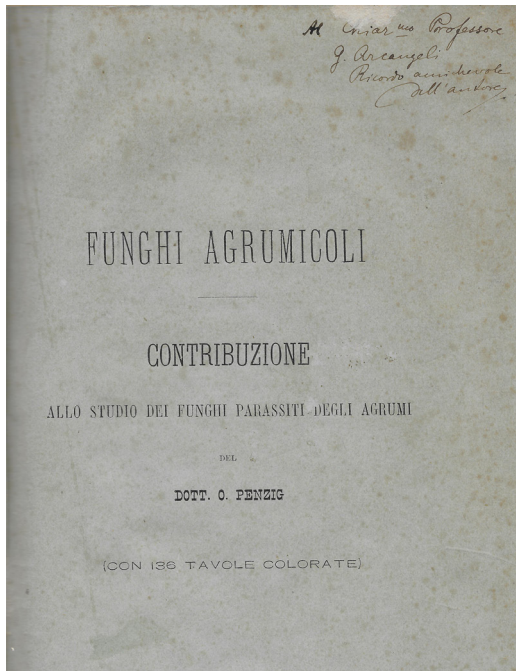 Al Chiar.mo Professore
G. Arcangeli
Ricordo amichevole
dell'autore
FUNGHI AGRUMICOLI
CONTRIBUZIONE
ALLO STUDIO DEI FUNGHI PARASSITI DEGLI AGRUMI
DEL
DOTT. O. PENZIG
(CON 136 TAVOLE COLORATE)